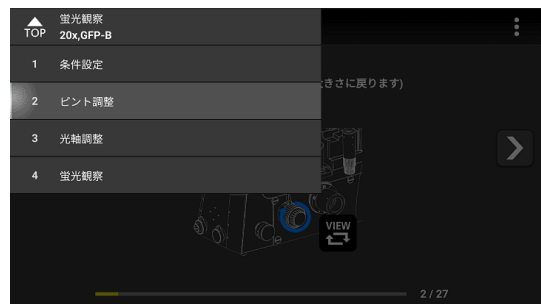 TOP
蛍光観察
20x,GFP-B
1 条件設定
2 ピント調整
3 光軸調整
4 蛍光観察
きさに戻ります)
VIEW
2 / 27